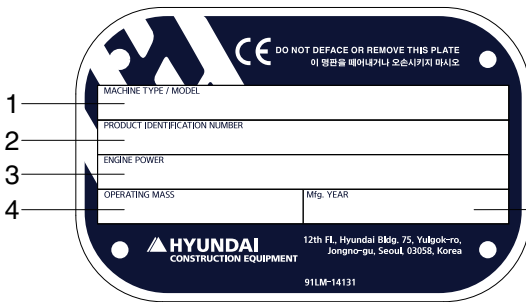 CE DO NOT DEFACE OR REMOVE THIS PLATE
이 명판을 떼어내거나 오손시키지 마시오
1 MACHINE TYPE / MODEL
2 PRODUCT IDENTIFICATION NUMBER
3 ENGINE POWER
4 OPERATING MASS Mfg. YEAR
HYUNDAI
CONSTRUCTION EQUIPMENT
12th Fl., Hyundai Bldg. 75, Yulgok-ro,
Jongno-gu, Seoul, 03058, Korea
91LM-14131